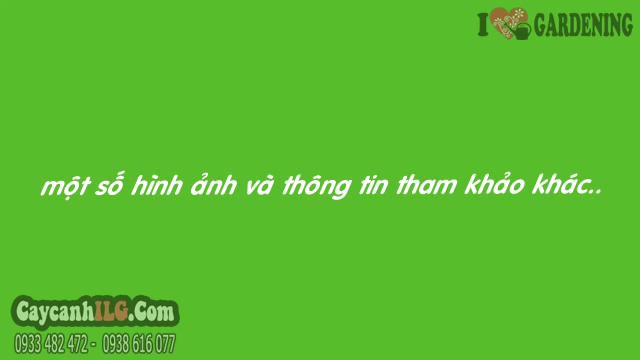 I GARDENING
một số hình ảnh và thông tin tham khảo khác..
CaycanhILG.Com
0933 482 472 - 0938 616 077